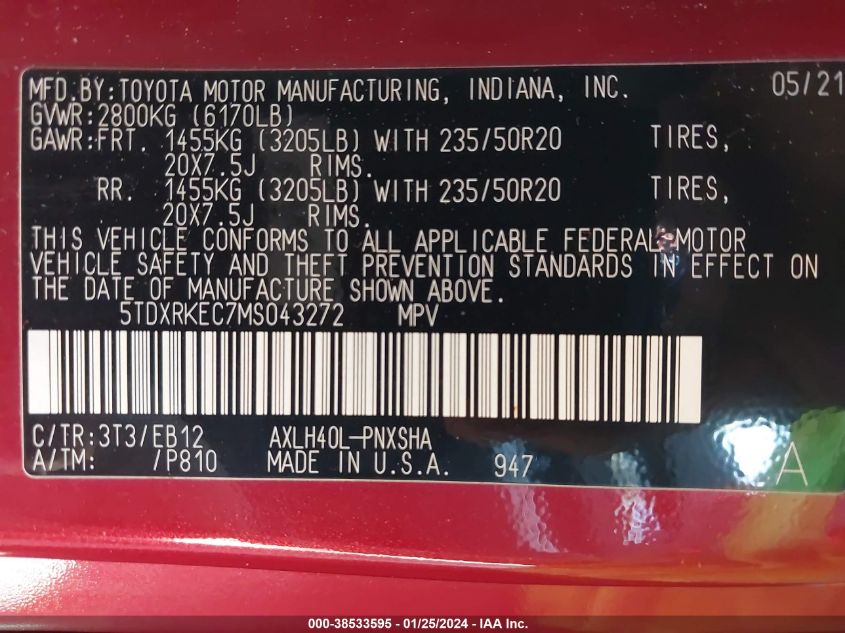 MFD.BY:TOYOTA MOTOR MANUFACTURING, INDIANA, INC. 05/21
GVWR:2800KG (6170LB)
GAWR:FRT. 1455KG (3205LB) WITH 235/50R20 TIRES,
20X7.5J RIMS.
RR. 1455KG (3205LB) WITH 235/50R20 TIRES,
20X7.5J RIMS.
THIS VEHICLE CONFORMS TO ALL APPLICABLE FEDERAL MOTOR
VEHICLE SAFETY AND THEFT PREVENTION STANDARDS IN EFFECT ON
THE DATE OF MANUFACTURE SHOWN ABOVE.
5TDXRKEC7MS043272 MPV
C/TR:3T3/EB12 AXLH40L-PNXSHA
A/TM: /P810 MADE IN U.S.A. 947 A
000-38533595 - 01/25/2024 - IAA Inc.